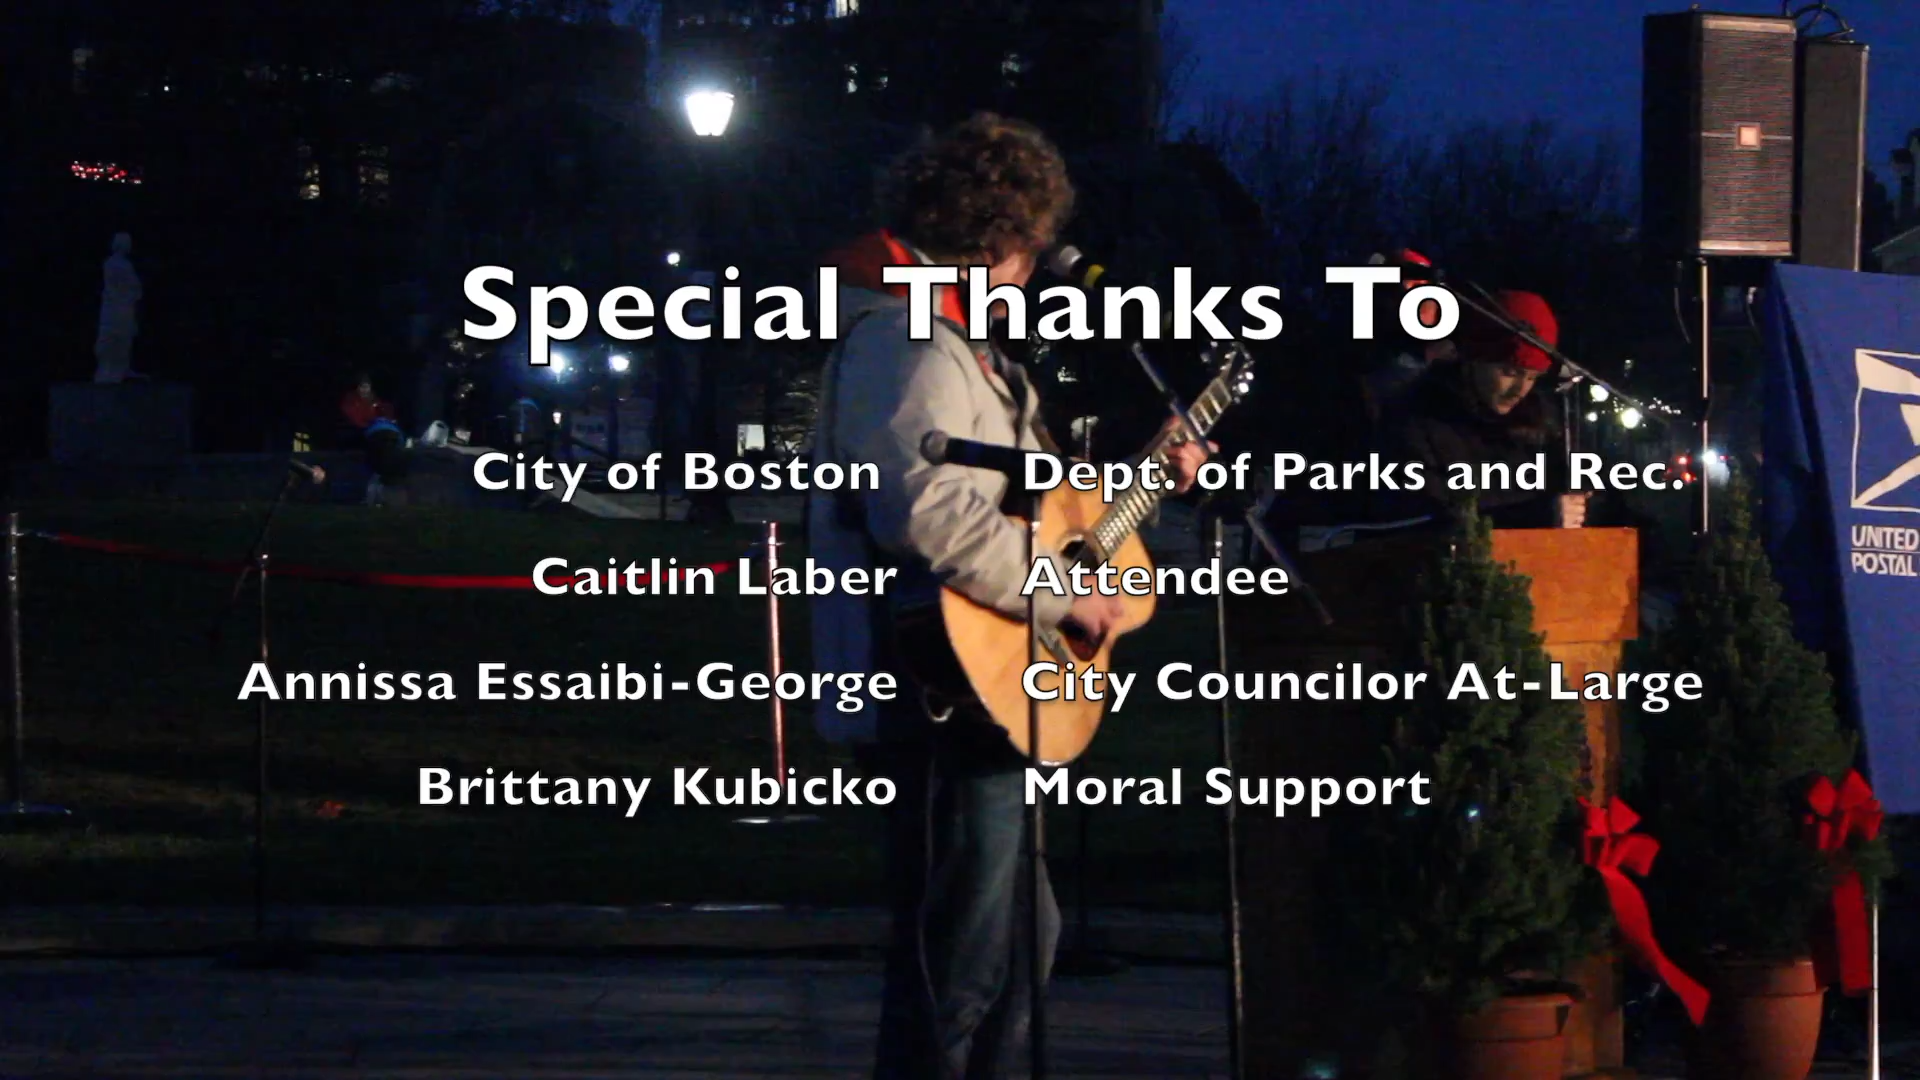 Special Thanks To
City of Boston Dept. of Parks and Rec.
Caitlin Laber Attendee
Annissa Essaibi-George City Councilor At-Large
Brittany Kubicko Moral Support
UNITED
POSTAL